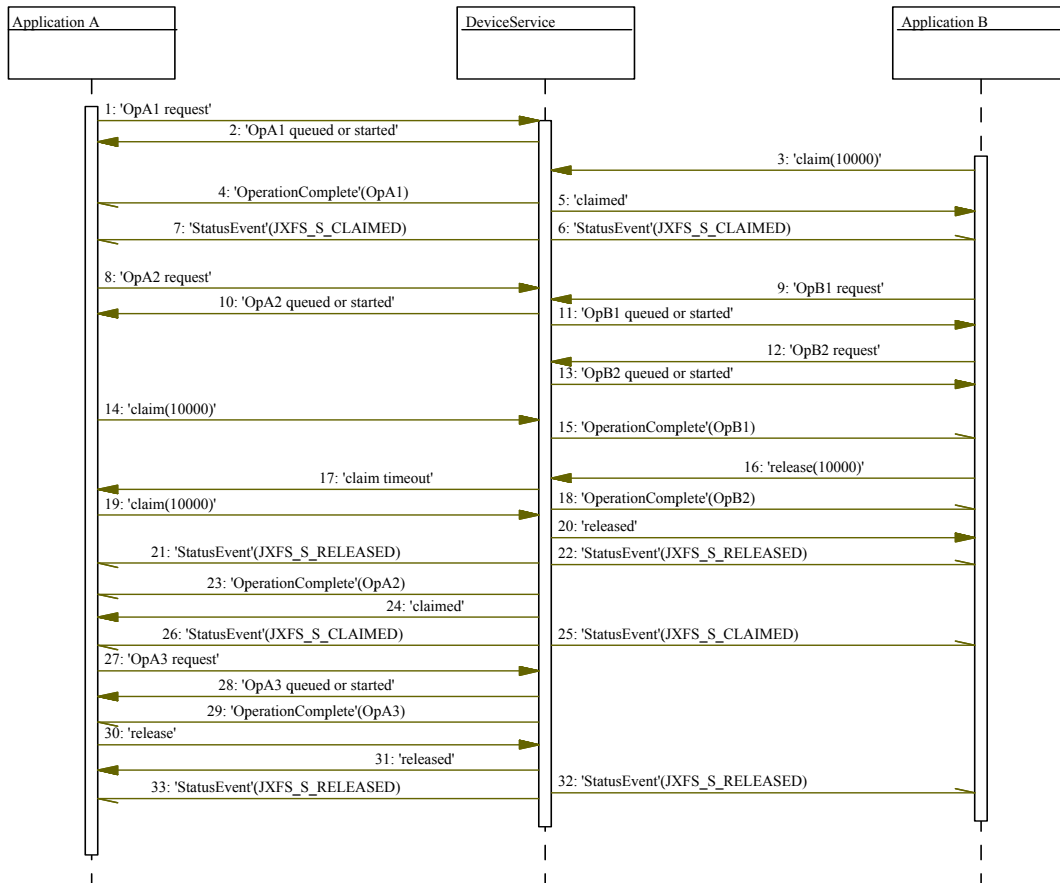 Application A
DeviceService
Application B
1: 'OpA1 request'
2: 'OpA1 queued or started'
3: 'claim(10000)'
4: 'OperationComplete'(OpA1)
5: 'claimed'
7: 'StatusEvent'(JXFS_S_CLAIMED)
6: 'StatusEvent'(JXFS_S_CLAIMED)
8: 'OpA2 request'
9: 'OpB1 request'
10: 'OpA2 queued or started'
11: 'OpB1 queued or started'
12: 'OpB2 request'
13: 'OpB2 queued or started'
14: 'claim(10000)'
15: 'OperationComplete'(OpB1)
16: 'release(10000)'
17: 'claim timeout'
18: 'OperationComplete'(OpB2)
19: 'claim(10000)'
20: 'released'
21: 'StatusEvent'(JXFS_S_RELEASED)
22: 'StatusEvent'(JXFS_S_RELEASED)
23: 'OperationComplete'(OpA2)
24: 'claimed'
26: 'StatusEvent'(JXFS_S_CLAIMED)
25: 'StatusEvent'(JXFS_S_CLAIMED)
27: 'OpA3 request'
28: 'OpA3 queued or started'
29: 'OperationComplete'(OpA3)
30: 'release'
31: 'released'
32: 'StatusEvent'(JXFS_S_RELEASED)
33: 'StatusEvent'(JXFS_S_RELEASED)